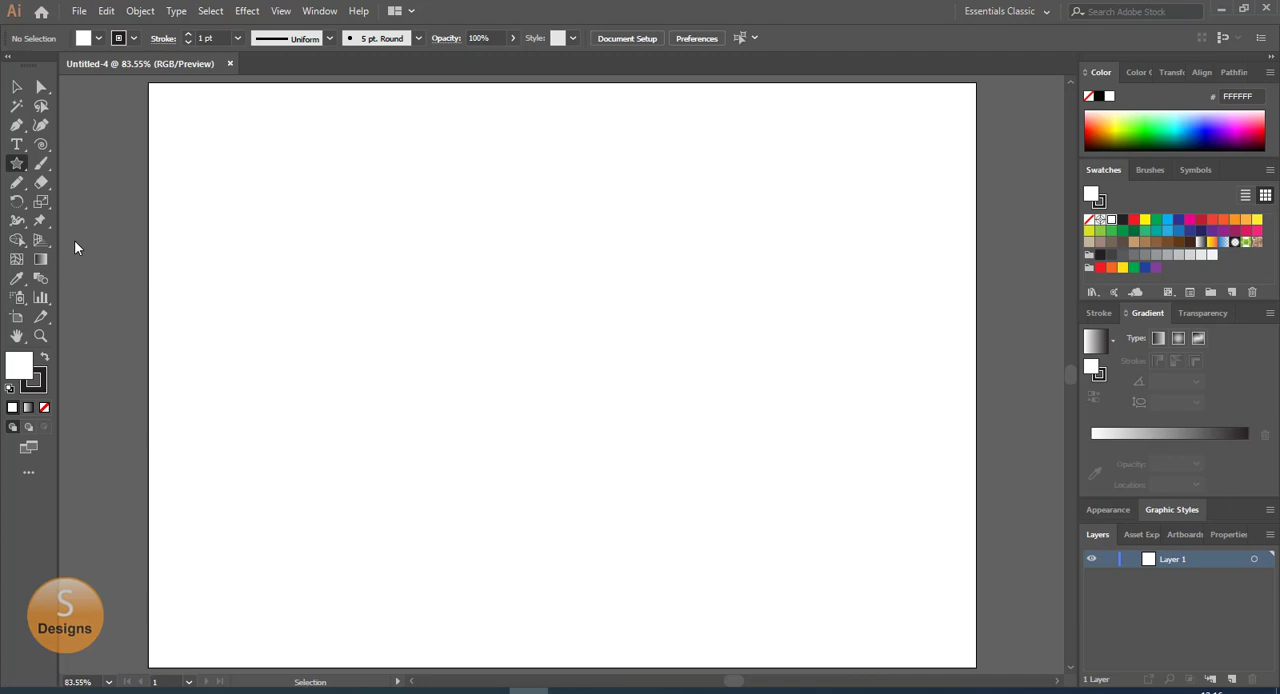 Ai File Edit Object Type Select Effect View Window Help Essentials Classic Search Adobe Stock
No Selection Stroke: 1 pt Uniform 5 pt. Round Opacity: 100% Style: Document Setup Preferences
Untitled-4 @ 83.55% (RGB/Preview) ×
Color Color G Transfo Align Pathfin
# FFFFFF
Swatches Brushes Symbols
Stroke Gradient Transparency
Type:
Stroke:
Opacity:
Location:
Appearance Graphic Styles
Layers Asset Exp Artboards Properties
Layer 1
S
Designs
83.55% 1 Selection 1 Layer